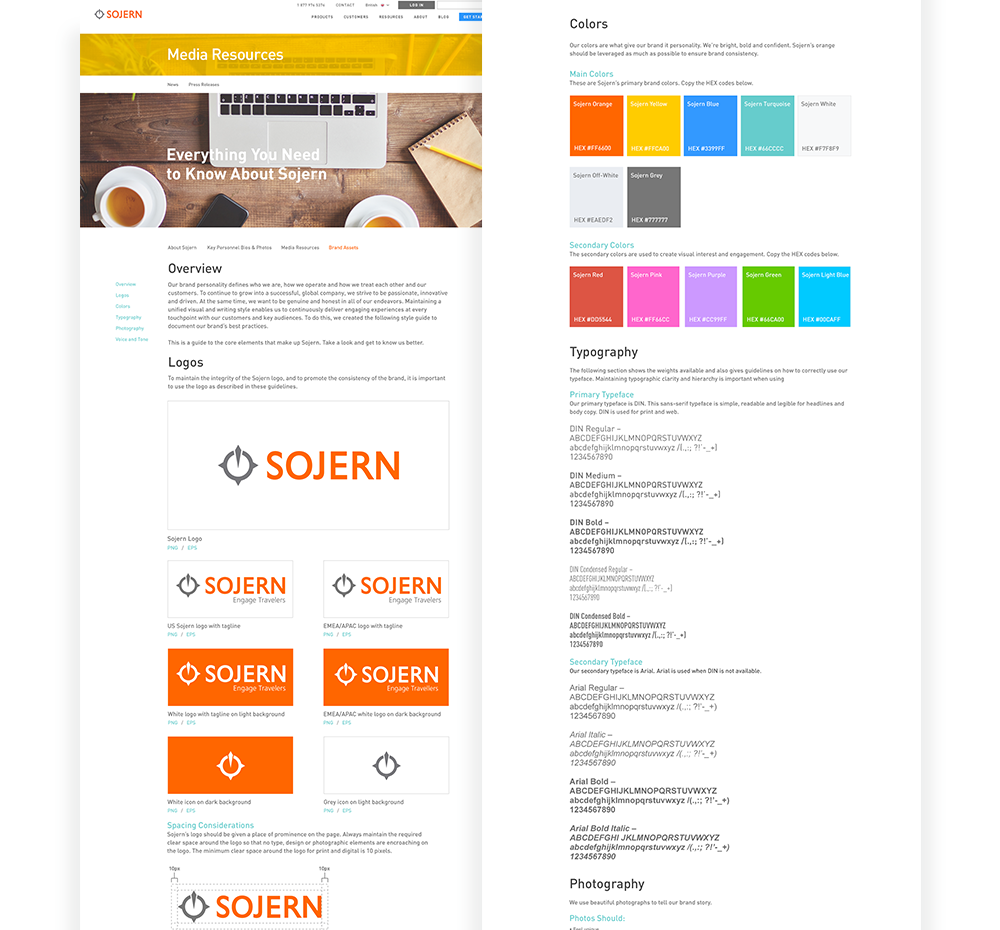 SOJERN
1 877 976 5376 CONTACT British LOG IN
PRODUCTS CUSTOMERS RESOURCES ABOUT BLOG GET STA
Media Resources
News Press Releases
Everything You Need
to Know About Sojern
About Sojern Key Personnel Bios & Photos Media Resources Brand Assets
Overview
Logos
Colors
Typography
Photography
Voice and Tone
Overview
Our brand personality defines who we are, how we operate and how we treat each other and our
customers. To continue to grow into a successful, global company, we strive to be passionate, innovative
and driven. At the same time, we want to be genuine and honest in all of our endeavors. Maintaining a
unified visual and writing style enables us to continuously deliver engaging experiences at every
touchpoint with our customers and key audiences. To do this, we created the following style guide to
document our brand's best practices.
This is a guide to the core elements that make up Sojern. Take a look and get to know us better.
Logos
To maintain the integrity of the Sojern logo, and to promote the consistency of the brand, it is important
to use the logo as described in these guidelines.
SOJERN
Sojern Logo
PNG / EPS
SOJERN
Engage Travelers
US Sojern logo with tagline
PNG / EPS
SOJERN
Engage Travellers
EMEA/APAC logo with tagline
PNG / EPS
SOJERN
Engage Travelers
White logo with tagline on light background
PNG / EPS
SOJERN
Engage Travellers
EMEA/APAC white logo on dark background
PNG / EPS
White icon on dark background
PNG / EPS
Grey icon on light background
PNG / EPS
Spacing Considerations
Sojern's logo should be given a place of prominence on the page. Always maintain the required
clear space around the logo so that no type, design or photographic elements are encroaching on
the logo. The minimum clear space around the logo for print and digital is 10 pixels.
10px 10px
SOJERN
Colors
Our colors are what give our brand it personality. We're bright, bold and confident. Sojern's orange
should be leveraged as much as possible to ensure brand consistency.
Main Colors
These are Sojern's primary brand colors. Copy the HEX codes below.
Sojern Orange Sojern Yellow Sojern Blue Sojern Turquoise Sojern White
HEX #FF6600 HEX #FFCA00 HEX #3399FF HEX #66CCCC HEX #F7F8F9
Sojern Off-White Sojern Grey
HEX #EAEDF2 HEX #777777
Secondary Colors
The secondary colors are used to create visual interest and engagement. Copy the HEX codes below.
Sojern Red Sojern Pink Sojern Purple Sojern Green Sojern Light Blue
HEX #DD5544 HEX #FF66CC HEX #CC99FF HEX #66CA00 HEX #00CAFF
Typography
The following section shows the weights available and also gives guidelines on how to correctly use our
typeface. Maintaining typographic clarity and hierarchy is important when using
Primary Typeface
Our primary typeface is DIN. This sans-serif typeface is simple, readable and legible for headlines and
body copy. DIN is used for print and web.
DIN Regular –
ABCDEFGHIJKLMNOPQRSTUVWXYZ
abcdefghijklmnopqrstuvwxyz /(.,:; ?!'-_+)
1234567890
DIN Medium –
ABCDEFGHIJKLMNOPQRSTUVWXYZ
abcdefghijklmnopqrstuvwxyz /(.,:; ?!'-_+)
1234567890
DIN Bold –
ABCDEFGHIJKLMNOPQRSTUVWXYZ
abcdefghijklmnopqrstuvwxyz /(.,:; ?!'-_+)
1234567890
DIN Condensed Regular –
ABCDEFGHIJKLMNOPQRSTUVWXYZ
abcdefghijklmnopqrstuvwxyz /(.,:; ?!'-_+)
1234567890
DIN Condensed Bold –
ABCDEFGHIJKLMNOPQRSTUVWXYZ
abcdefghijklmnopqrstuvwxyz /(.,:; ?!'-_+)
1234567890
Secondary Typeface
Our secondary typeface is Arial. Arial is used when DIN is not available.
Arial Regular –
ABCDEFGHIJKLMNOPQRSTUVWXYZ
abcdefghijklmnopqrstuvwxyz /(.,:; ?!'-_+)
1234567890
Arial Italic –
ABCDEFGHI JKLMNOPQRSTUVWXYZ
abcdefghijklmnopqrstuvwxyz /(.,:; ?!'-_+)
1234567890
Arial Bold –
ABCDEFGHIJKLMNOPQRSTUVWXYZ
abcdefghijklmnopqrstuvwxyz /(.,:; ?!'-_+)
1234567890
Arial Bold Italic –
ABCDEFGHI JKLMNOPQRSTUVWXYZ
abcdefghijklmnopqrstuvwxyz /(.,:; ?!'-_+)
1234567890
Photography
We use beautiful photographs to tell our brand story.
Photos Should:
• Feel unique